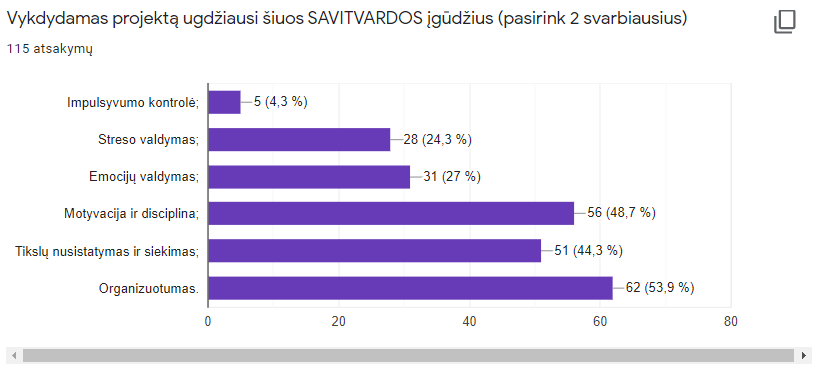 Vykdydamas projektą ugdžiausi šiuos SAVITVARDOS įgūdžius (pasirink 2 svarbiausius)
115 atsakymų
Impulsyvumo kontrolė; 5 (4,3 %)
Streso valdymas; 28 (24,3 %)
Emocijų valdymas; 31 (27 %)
Motyvacija ir disciplina; 56 (48,7 %)
Tikslų nusistatymas ir siekimas; 51 (44,3 %)
Organizuotumas. 62 (53,9 %)
0 20 40 60 80